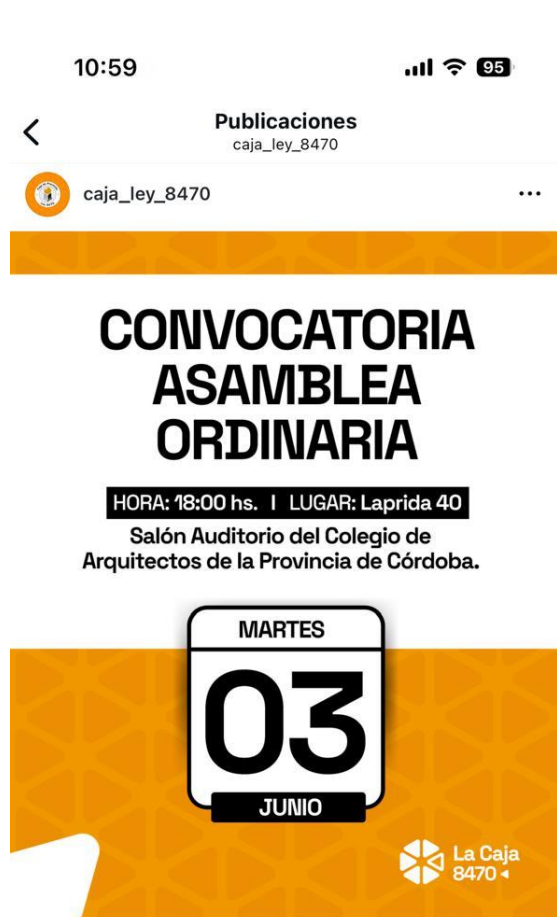 10:59
95
Publicaciones
caja_ley_8470
caja_ley_8470
CONVOCATORIA
ASAMBLEA
ORDINARIA
HORA: 18:00 hs. I LUGAR: Laprida 40
Salón Auditorio del Colegio de
Arquitectos de la Provincia de Córdoba.
MARTES
03
JUNIO
La Caja
8470